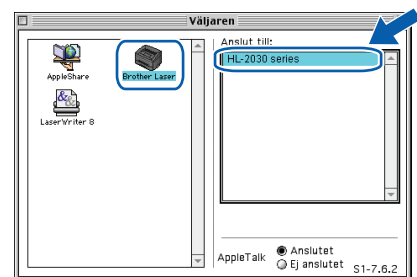 Väljaren
AppleShare
Brother Laser
LaserWriter 8
Anslut till:
HL-2030 series
AppleTalk
Anslutet
Ej anslutet
S1-7.6.2